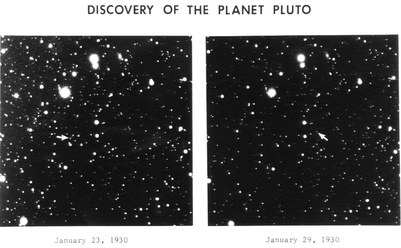 DISCOVERY OF THE PLANET PLUTO
January 23, 1930
January 29, 1930